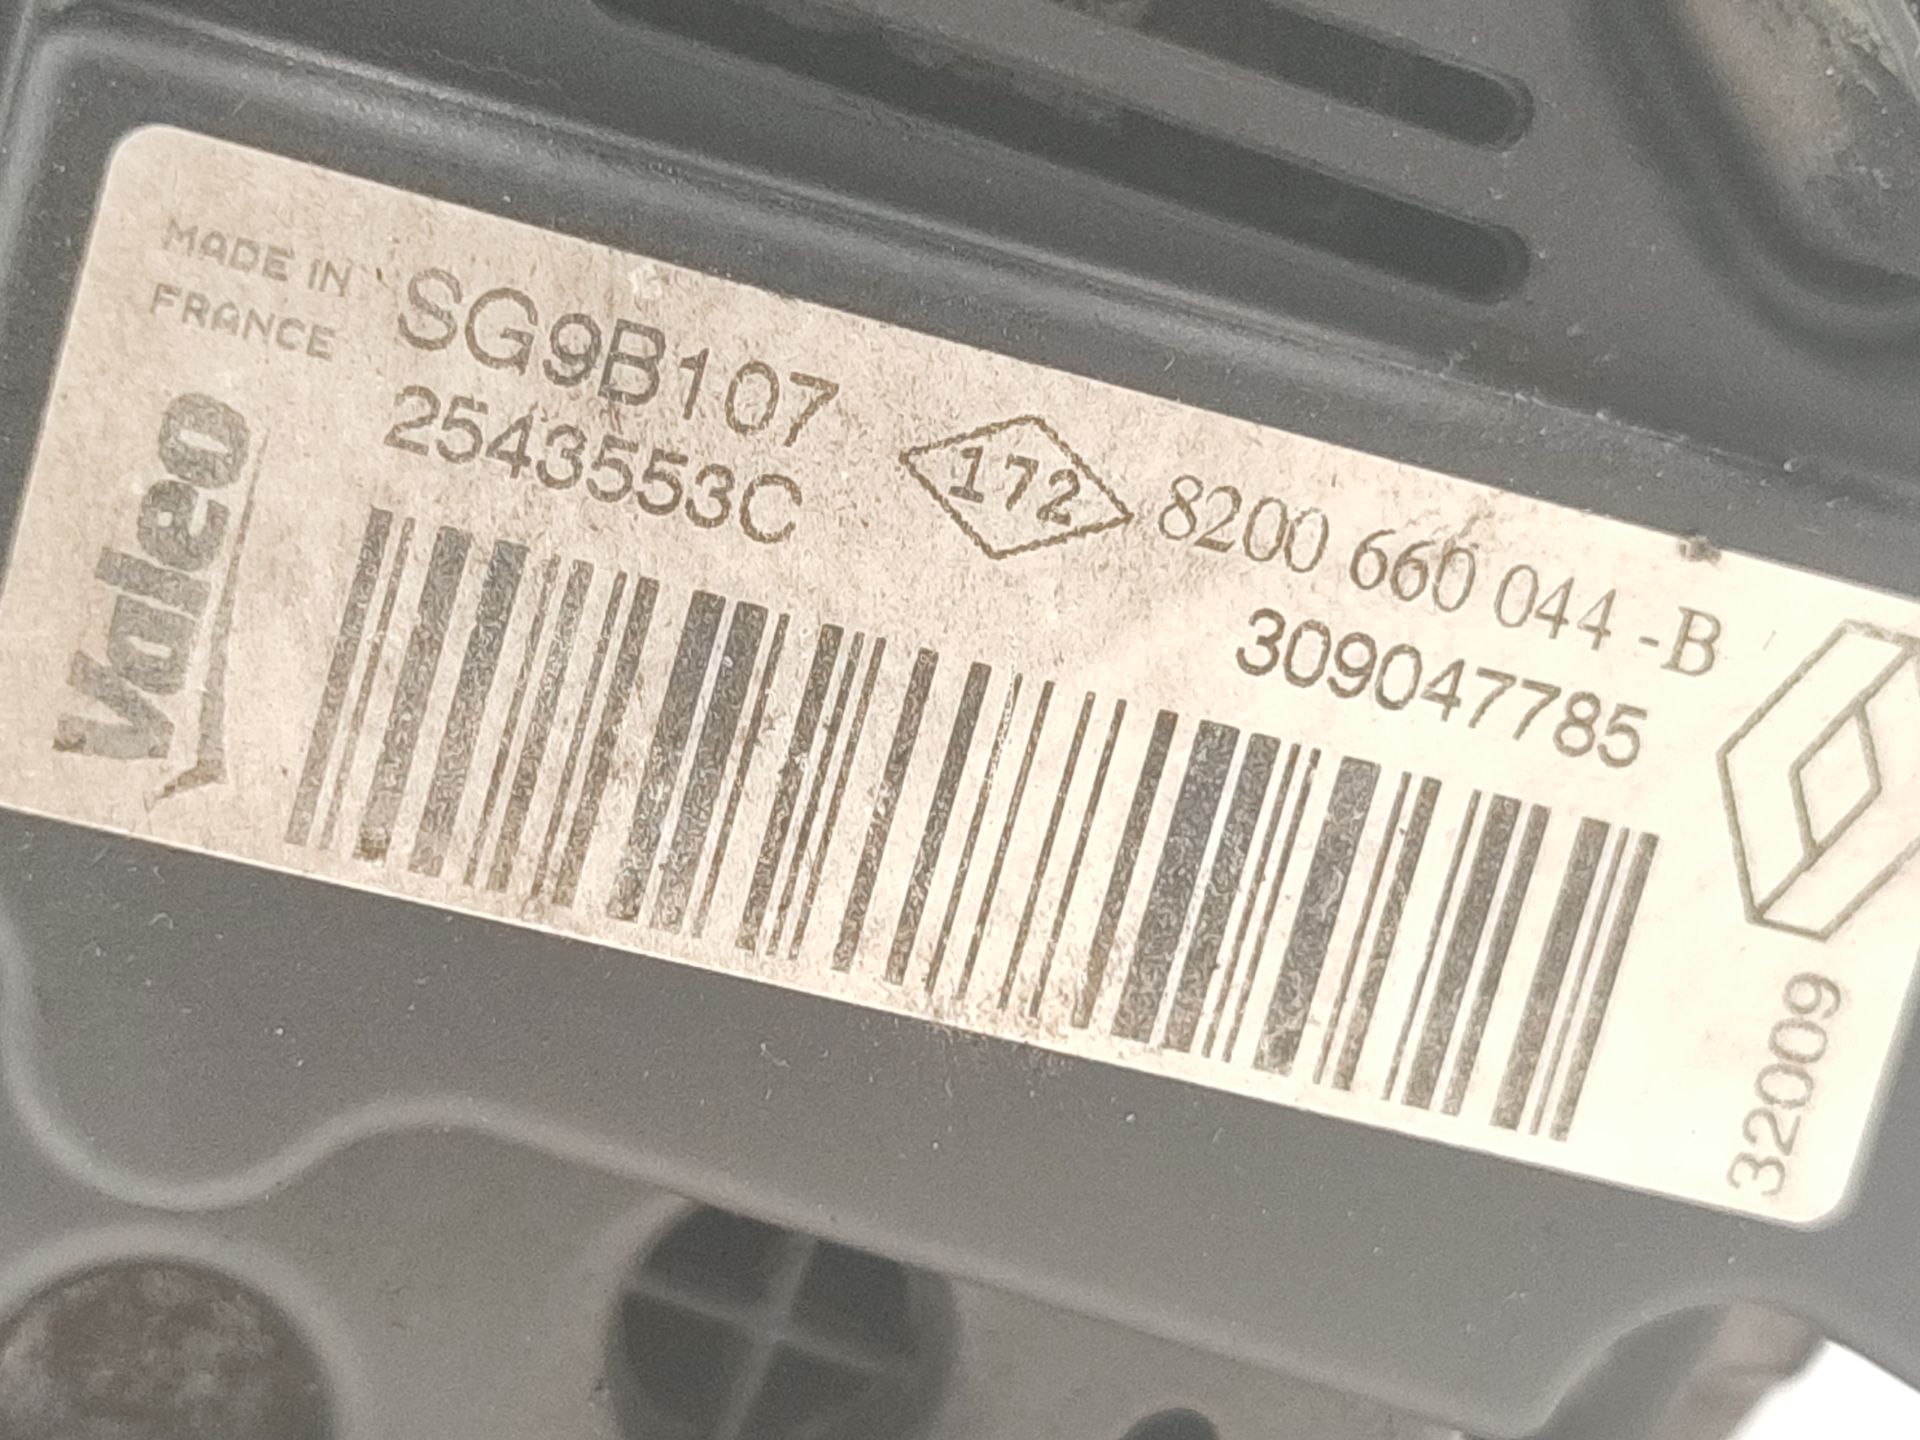 MADE IN
FRANCE
Valeo
SG9B107
2543553C
172
8200 660 044 -B
309047785
32009